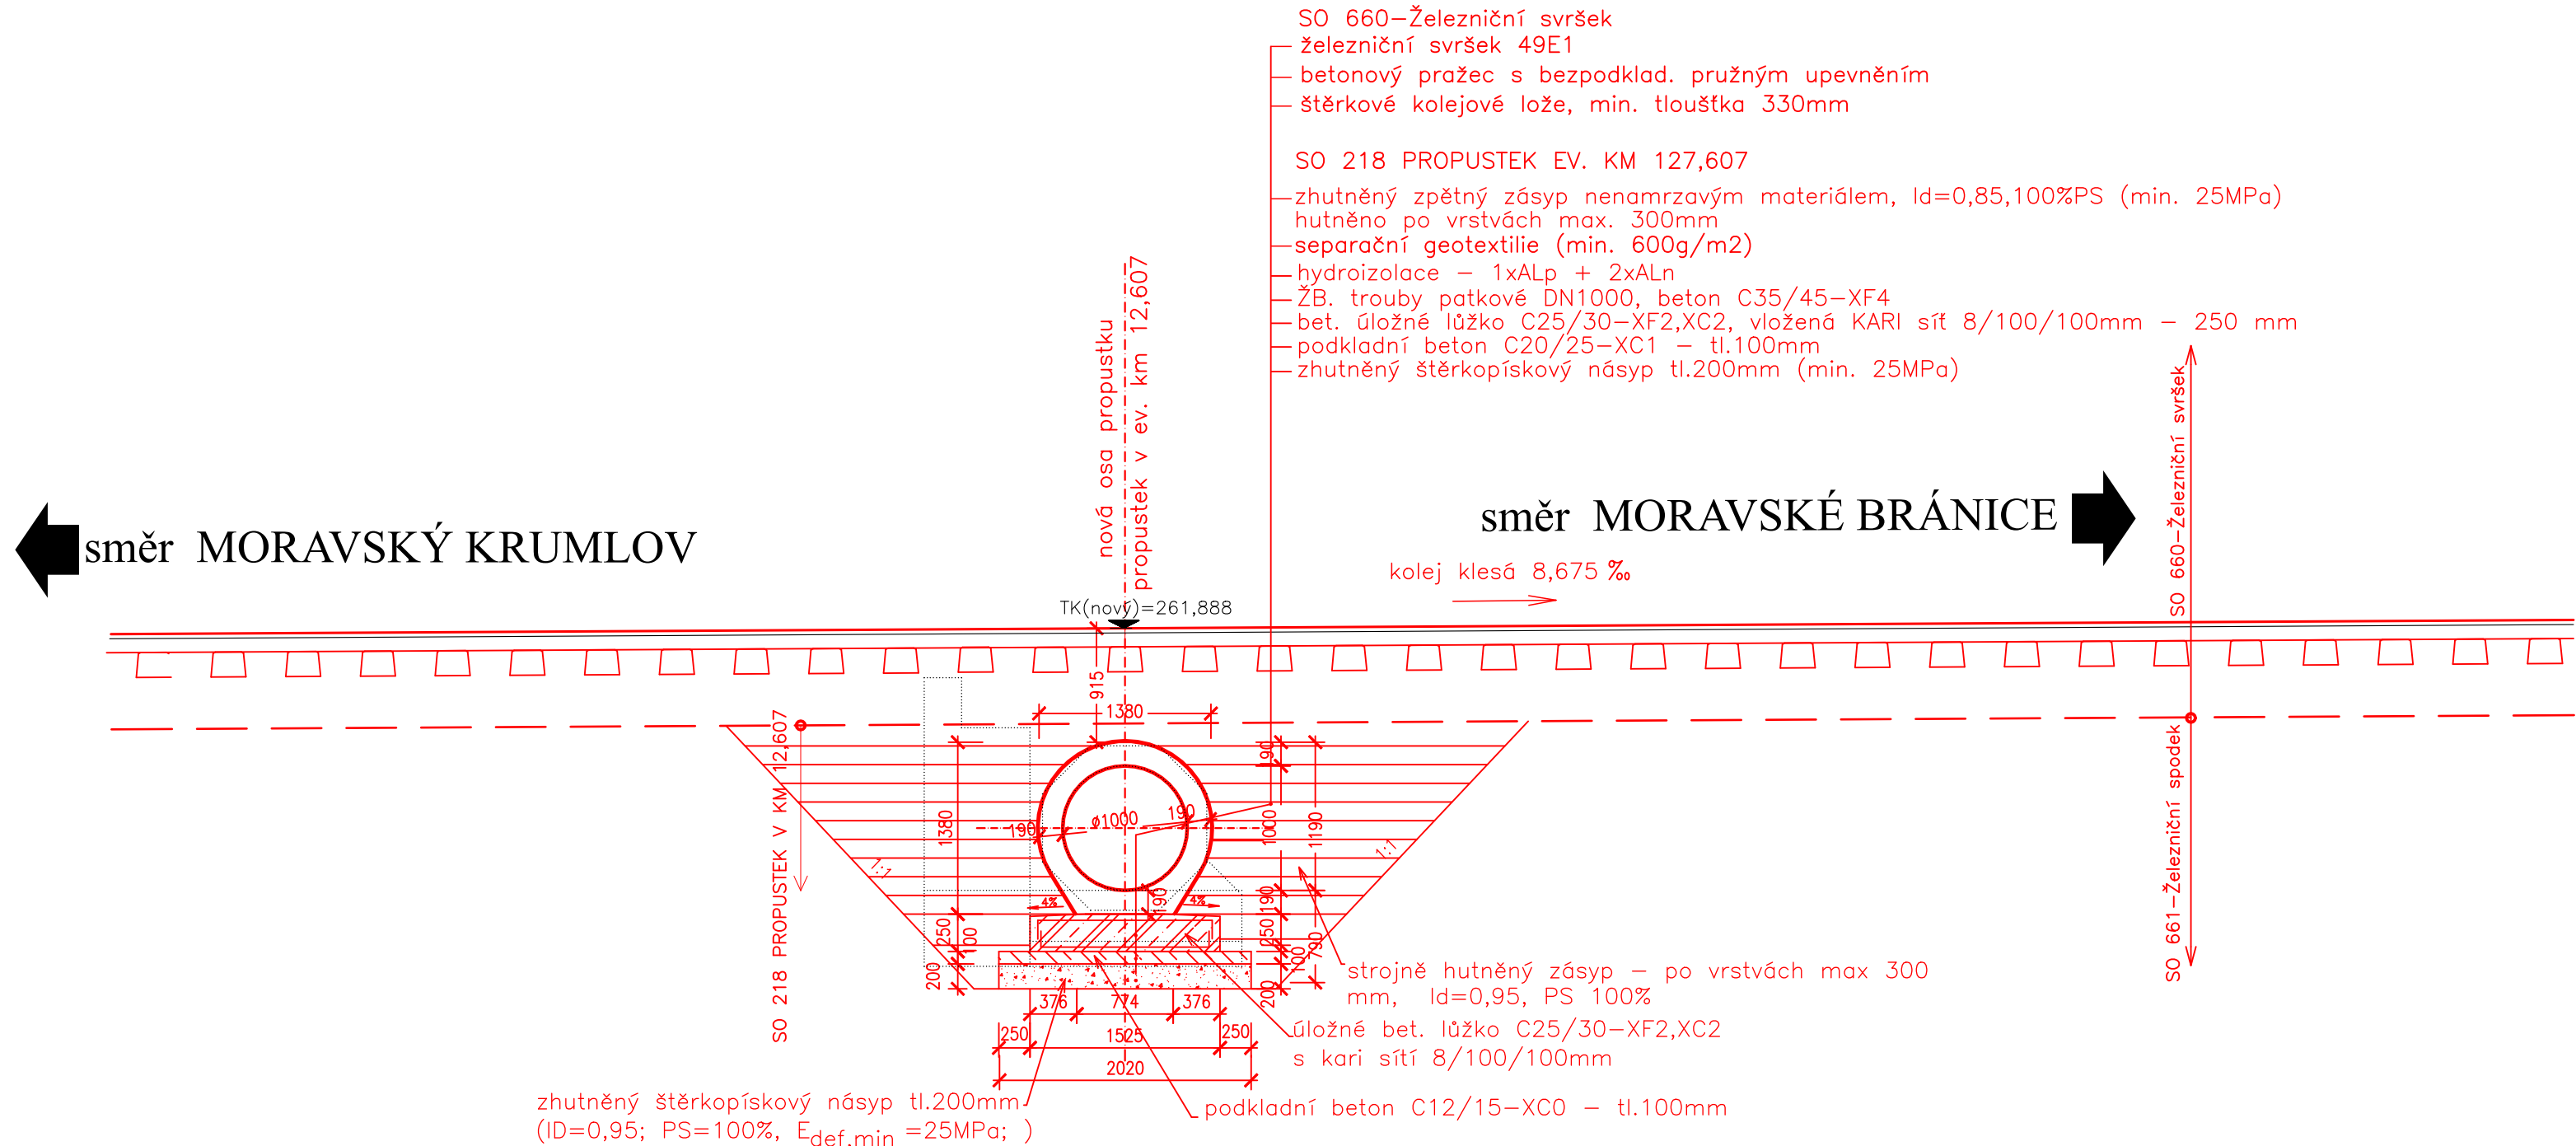 SO 660-Železniční svršek
železniční svršek 49E1
betonový pražec s bezpodklad. pružným upevněním
štěrkové kolejové lože, min. tloušťka 330mm
SO 218 PROPUSTEK EV. KM 127,607
zhutněný zpětný zásyp nenamrzavým materiálem, Id=0,85,100%PS (min. 25MPa)
hutněno po vrstvách max. 300mm
separační geotextilie (min. 600g/m2)
hydroizolace - 1xALp + 2xALn
ŽB. trouby patkové DN1000, beton C35/45-XF4
bet. úložné lůžko C25/30-XF2,XC2, vložená KARI síť 8/100/100mm - 250 mm
podkladní beton C20/25-XC1 - tl.100mm
zhutněný štěrkopískový násyp tl.200mm (min. 25MPa)
nová osa propustku
propustek v ev. km 12,607
směr MORAVSKÝ KRUMLOV
směr MORAVSKÉ BRÁNICE
kolej klesá 8,675 ‰
TK(nový)=261,888
SO 660-Železniční svršek
SO 661-Železniční spodek
SO 218 PROPUSTEK V KM 12,607
915
1380
190
1380
190
ø1000
190
1000
1190
1:1
1:1
190
190
4%
4%
250
100
200
250
100
790
200
376
774
376
250
1525
250
2020
strojně hutněný zásyp - po vrstvách max 300
mm, Id=0,95, PS 100%
úložné bet. lůžko C25/30-XF2,XC2
s kari sítí 8/100/100mm
podkladní beton C12/15-XC0 - tl.100mm
zhutněný štěrkopískový násyp tl.200mm
(ID=0,95; PS=100%, Edef,min =25MPa; )